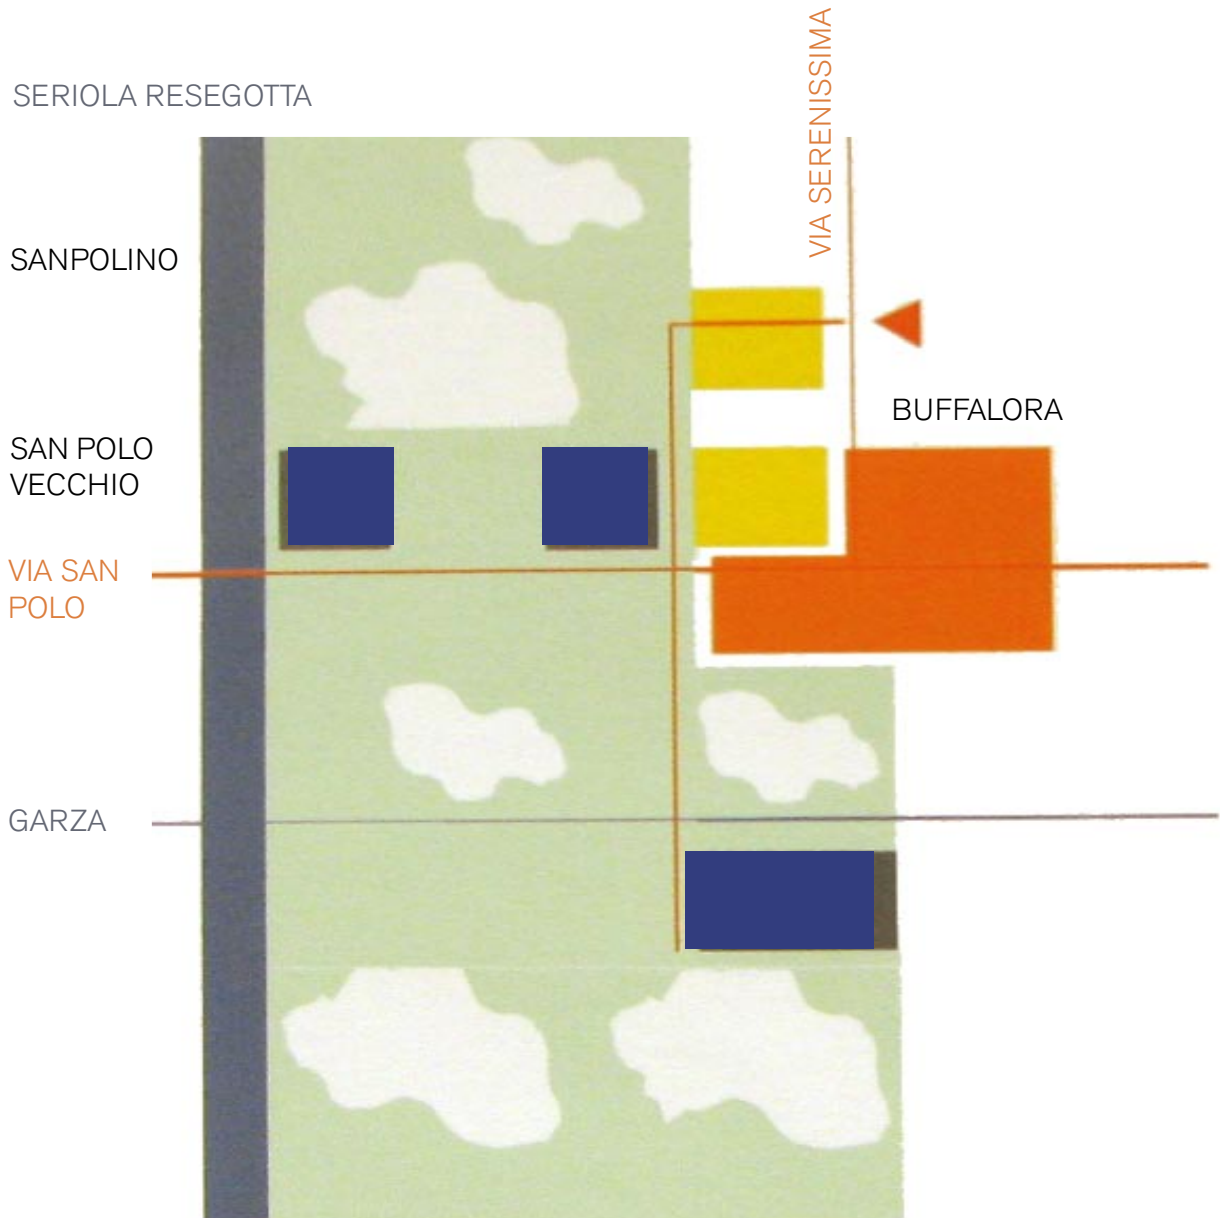 VIA SERENISSIMA
SERIOLA RESEGOTTA
SANPOLINO
BUFFALORA
SAN POLO
VECCHIO
VIA SAN
POLO
GARZA